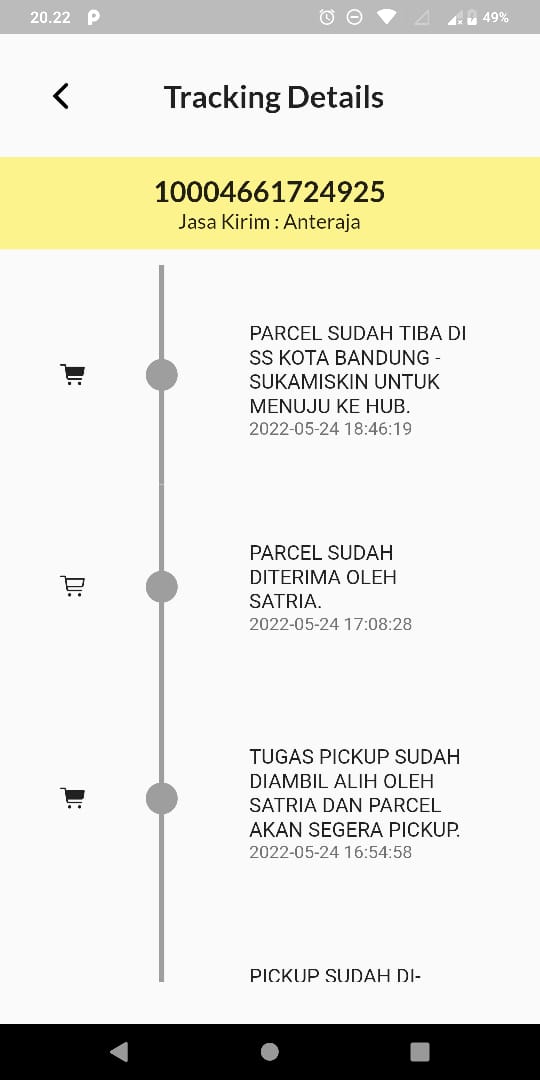 20.22
49%
Tracking Details
10004661724925
Jasa Kirim : Anteraja
PARCEL SUDAH TIBA DI
SS KOTA BANDUNG -
SUKAMISKIN UNTUK
MENUJU KE HUB.
2022-05-24 18:46:19
PARCEL SUDAH
DITERIMA OLEH
SATRIA.
2022-05-24 17:08:28
TUGAS PICKUP SUDAH
DIAMBIL ALIH OLEH
SATRIA DAN PARCEL
AKAN SEGERA PICKUP.
2022-05-24 16:54:58
PICKUP SUDAH DI-